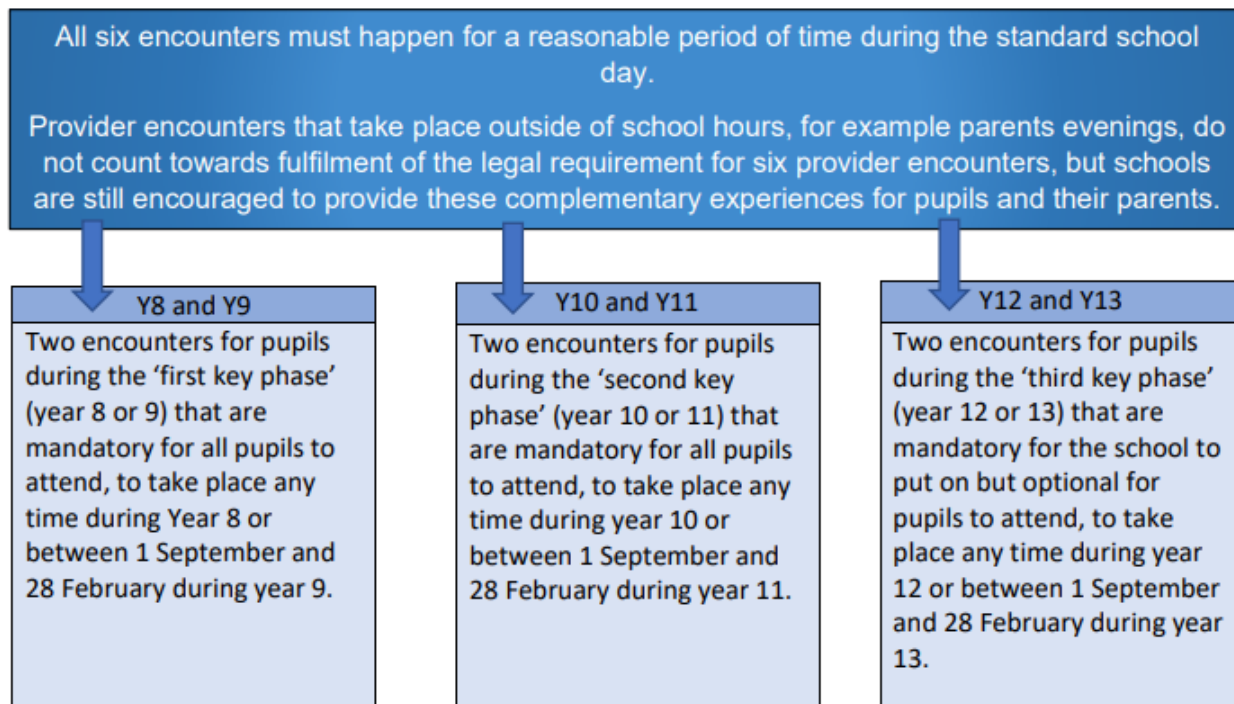 All six encounters must happen for a reasonable period of time during the standard school
day.
Provider encounters that take place outside of school hours, for example parents evenings, do
not count towards fulfilment of the legal requirement for six provider encounters, but schools
are still encouraged to provide these complementary experiences for pupils and their parents.
Y8 and Y9
Two encounters for pupils
during the ‘first key phase’
(year 8 or 9) that are
mandatory for all pupils to
attend, to take place any
time during Year 8 or
between 1 September and
28 February during year 9.
Y10 and Y11
Two encounters for pupils
during the ‘second key
phase’ (year 10 or 11) that
are mandatory for all pupils
to attend, to take place any
time during year 10 or
between 1 September and
28 February during year 11.
Y12 and Y13
Two encounters for pupils
during the ‘third key phase’
(year 12 or 13) that are
mandatory for the school to
put on but optional for
pupils to attend, to take
place any time during year
12 or between 1 September
and 28 February during year
13.